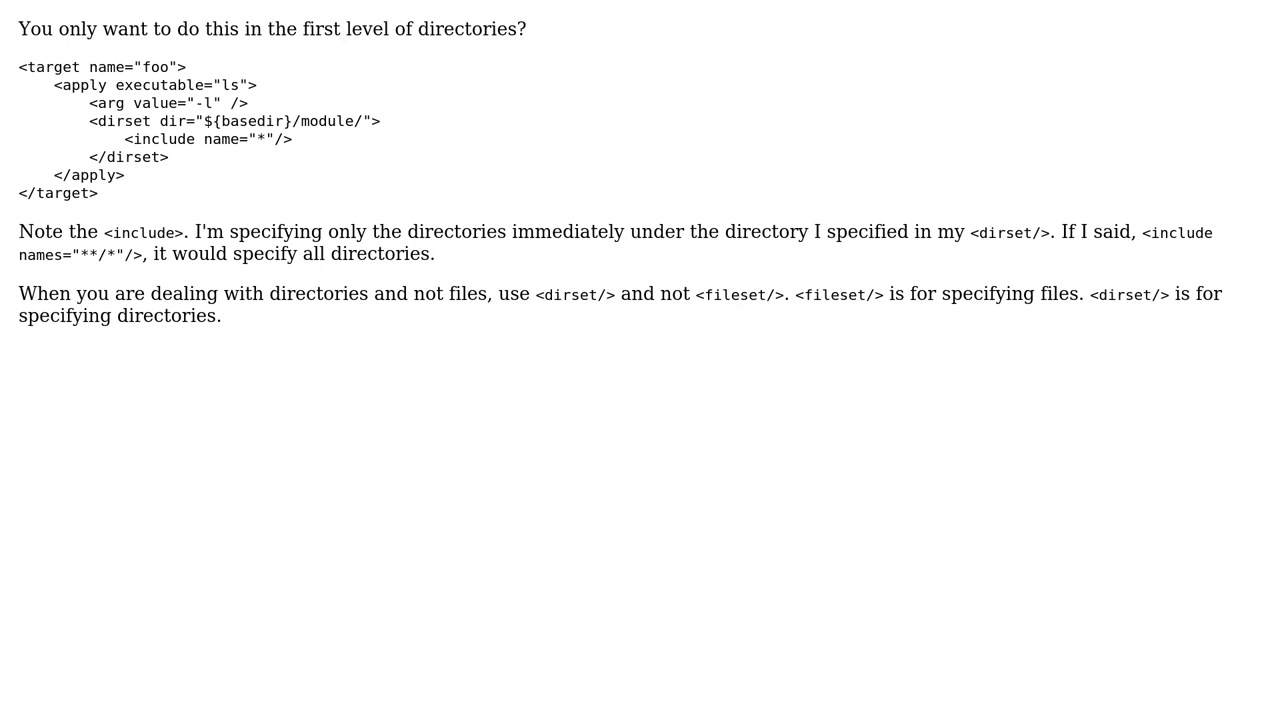 You only want to do this in the first level of directories?
<target name="foo">
    <apply executable="ls">
        <arg value="-l" />
        <dirset dir="${basedir}/module/">
            <include name="*"/>
        </dirset>
    </apply>
</target>
Note the <include>. I'm specifying only the directories immediately under the directory I specified in my <dirset/>. If I said, <include
names="**/*"/>, it would specify all directories.
When you are dealing with directories and not files, use <dirset/> and not <fileset/>. <fileset/> is for specifying files. <dirset/> is for
specifying directories.